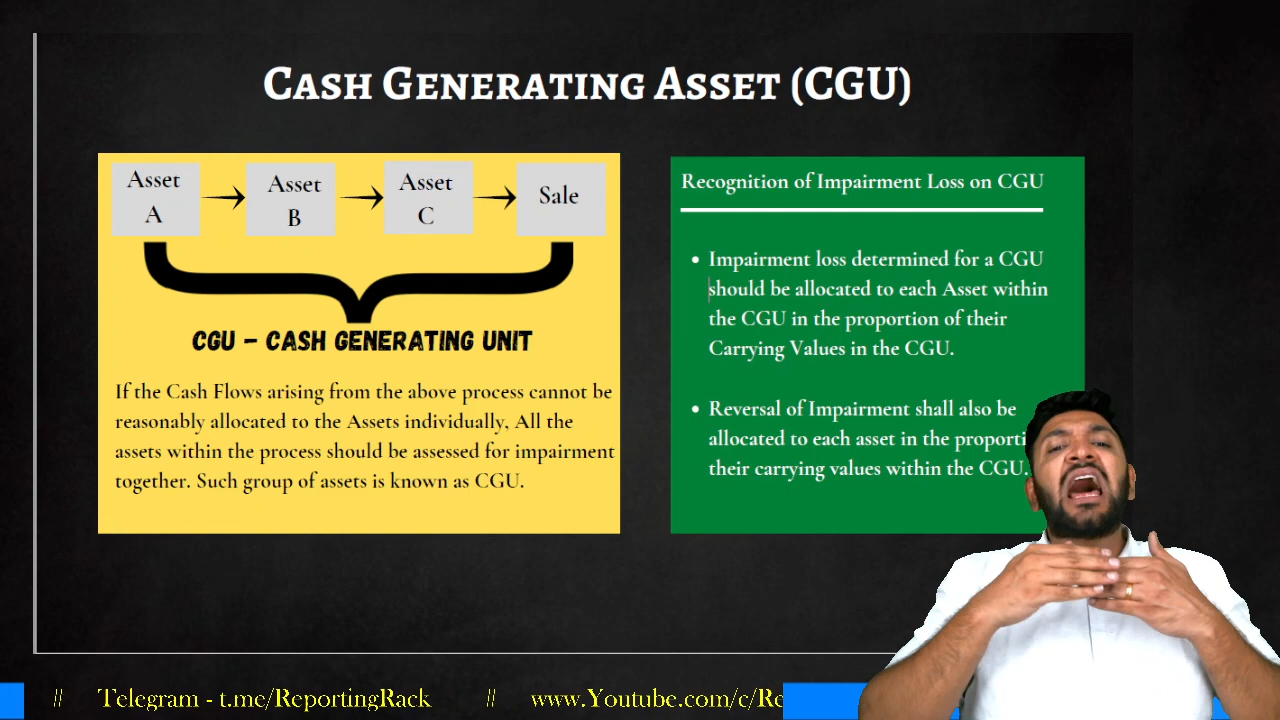 Cash Generating Asset (CGU)
Asset
A
Asset
B
Asset
C
Sale
CGU – CASH GENERATING UNIT
If the Cash Flows arising from the above process cannot be
reasonably allocated to the Assets individually, All the
assets within the process should be assessed for impairment
together. Such group of assets is known as CGU.
Recognition of Impairment Loss on CGU
• Impairment loss determined for a CGU
should be allocated to each Asset within
the CGU in the proportion of their
Carrying Values in the CGU.
• Reversal of Impairment shall also be
allocated to each asset in the
their carrying values within the CGU.
// Telegram - t.me/ReportingRack // www.Youtube.com/c/Re